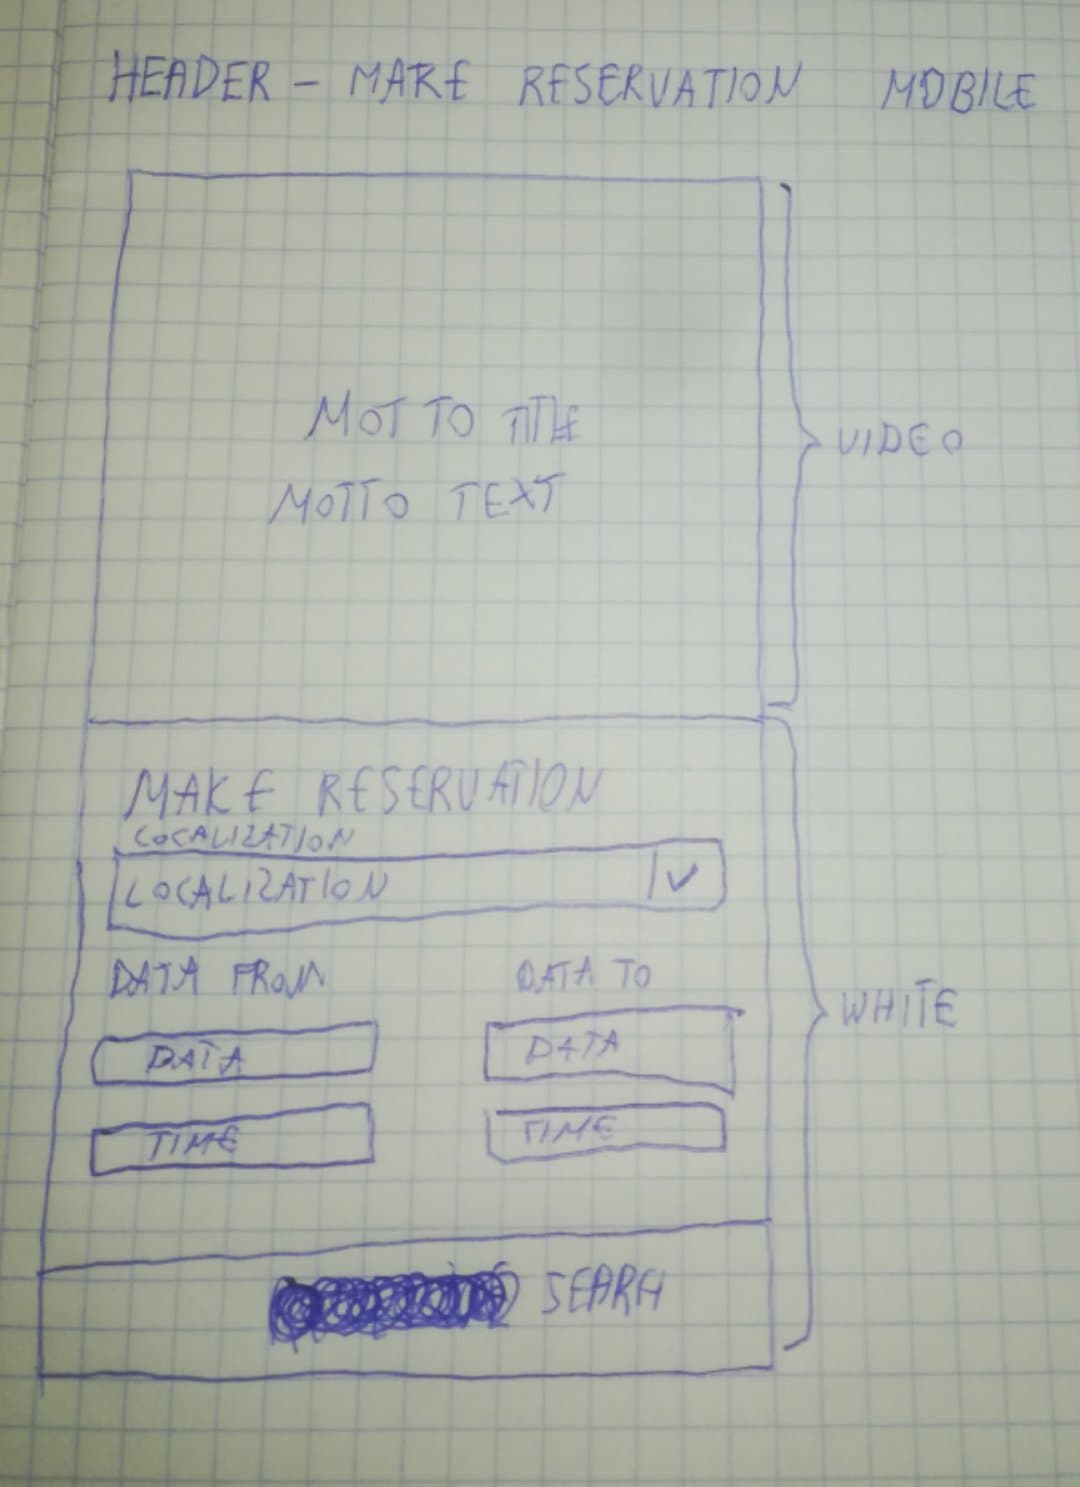 HEADER - MAKE RESERVATION MOBILE
MOTTO TITLE
MOTTO TEXT
VIDEO
MAKE RESERVATION
LOCALIZATION
LOCALIZATION
DATA FROM DATA TO
DATA DATA
WHITE
TIME TIME
SEARH